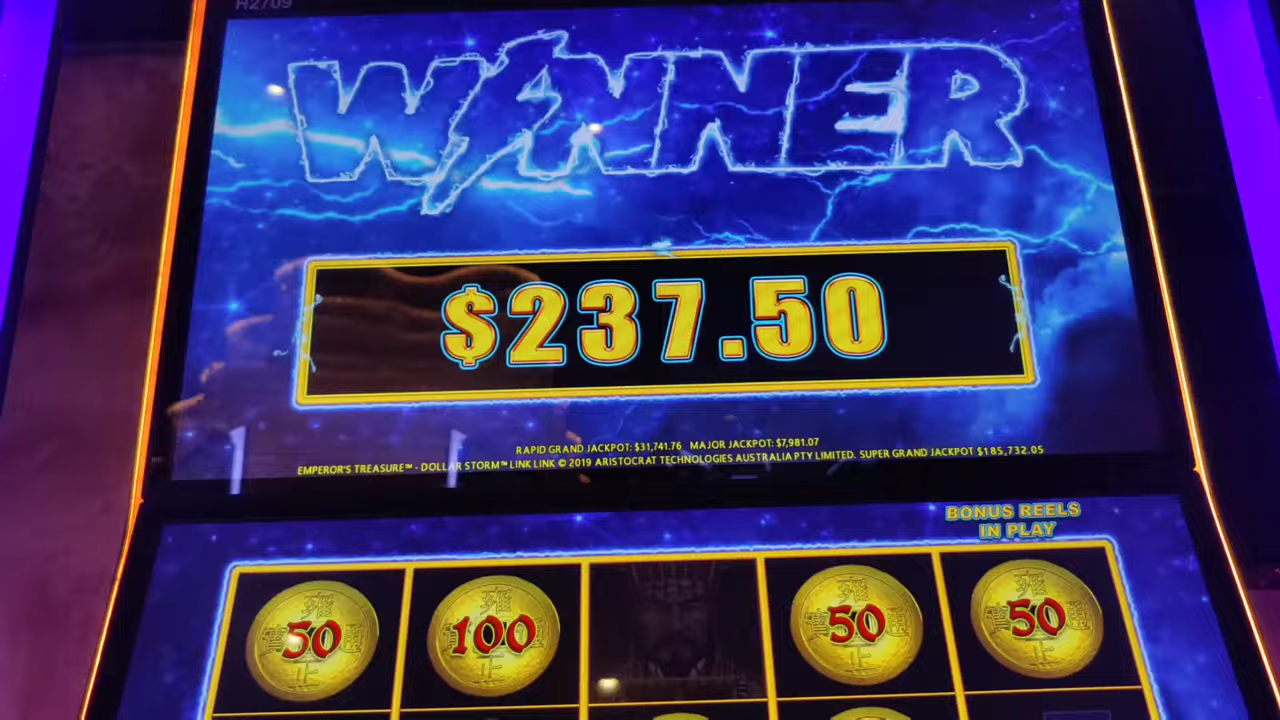 H2709
WINNER
$237.50
RAPID GRAND JACKPOT: $31,741.76 MAJOR JACKPOT: $7,981.07
EMPEROR'S TREASURE™ - DOLLAR STORM™ LINK LINK © 2019 ARISTOCRAT TECHNOLOGIES AUSTRALIA PTY LIMITED. SUPER GRAND JACKPOT $185,732.05
BONUS REELS
IN PLAY
50 100 50 50